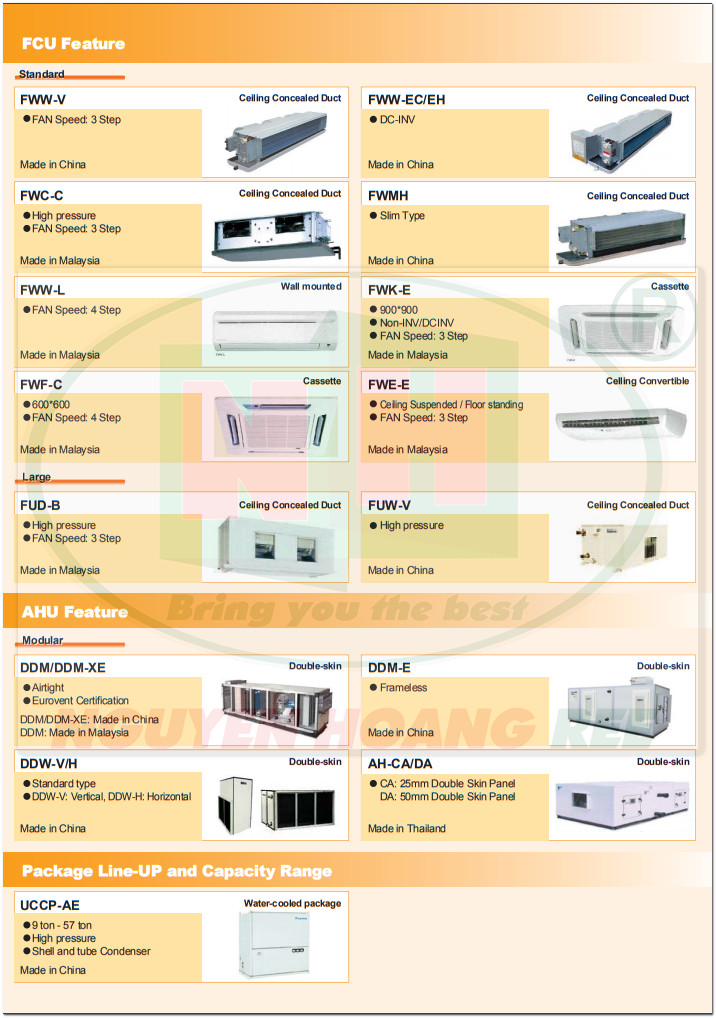 FCU Feature
Standard
FWW-V
Ceiling Concealed Duct
●FAN Speed: 3 Step
Made in China
FWW-EC/EH
Ceiling Concealed Duct
● DC-INV
Made in China
FWC-C
Ceiling Concealed Duct
●High pressure
●FAN Speed: 3 Step
Made in Malaysia
FWMH
Ceiling Concealed Duct
● Slim Type
Made in China
FWW-L
Wall mounted
●FAN Speed: 4 Step
Made in Malaysia
FWK-E
Cassette
● 900*900
● Non-INV/DCINV
● FAN Speed: 3 Step
Made in Malaysia
®
FWF-C
Cassette
●600*600
●FAN Speed: 4 Step
Made in Malaysia
FWE-E
Celling Convertible
● Ceiling Suspended / Floor standing
● FAN Speed: 3 Step
Made in Malaysia
Large
FUD-B
Ceiling Concealed Duct
●High pressure
●FAN Speed: 3 Step
Made in Malaysia
FUW-V
Ceiling Concealed Duct
● High pressure
Made in China
AHU Feature
Bring you the best
Modular
DDM/DDM-XE
Double-skin
●Airtight
●Eurovent Certification
DDM/DDM-XE: Made in China
DDM: Made in Malaysia
DDM-E
Double-skin
● Frameless
Made in China
NGUYEN HOANG REF
DDW-V/H
Double-skin
●Standard type
●DDW-V: Vertical, DDW-H: Horizontal
Made in China
AH-CA/DA
Double-skin
● CA: 25mm Double Skin Panel
DA: 50mm Double Skin Panel
Made in Thailand
Package Line-UP and Capacity Range
UCCP-AE
Water-cooled package
●9 ton - 57 ton
●High pressure
●Shell and tube Condenser
Made in China